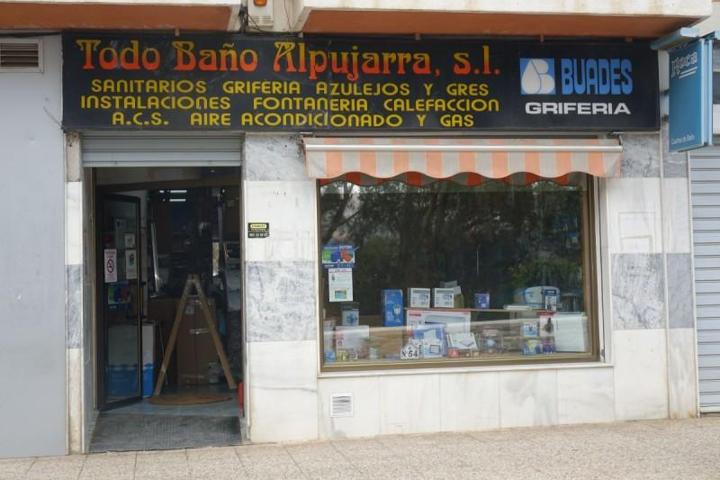 Todo Baño Alpujarra, s.l.
SANITARIOS GRIFERIA AZULEJOS Y GRES
INSTALACIONES FONTANERIA CALEFACCION
A.C.S. AIRE ACONDICIONADO Y GAS
BUADES
GRIFERIA